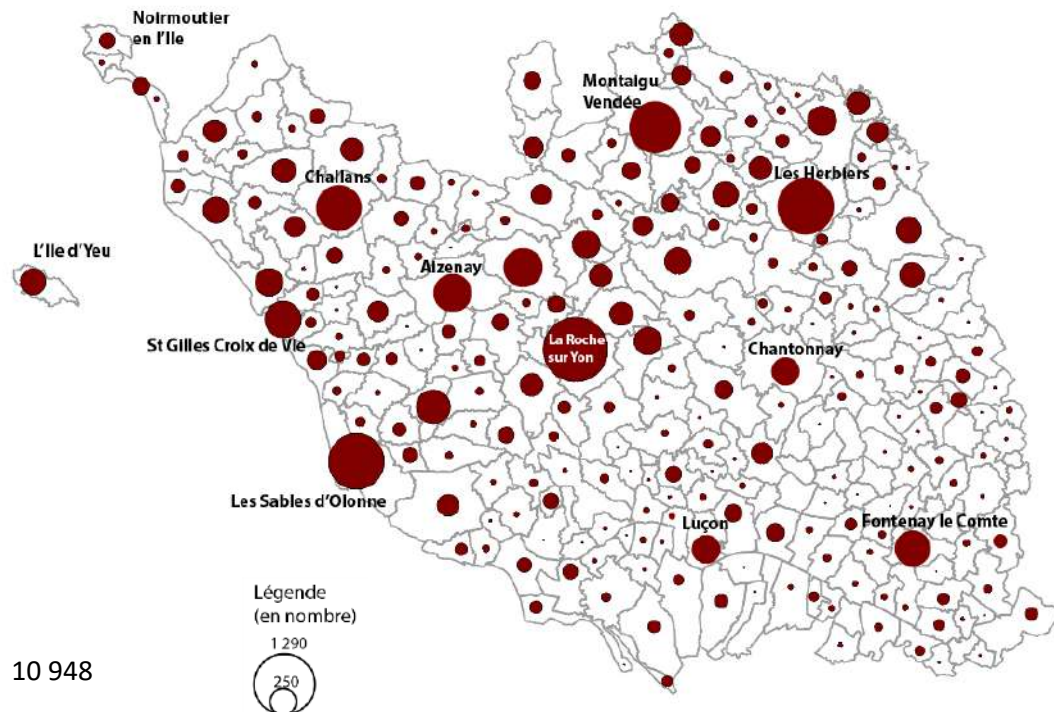 Noirmoutier
en l'Ile
Montaigu
Vendée
Challans
Les Herbiers
L'Ile d'Yeu
Aizenay
St Gilles Croix de Vie
La Roche
sur Yon
Chantonnay
Les Sables d'Olonne
Luçon
Fontenay le Comte
Légende
(en nombre)
1 290
250
10 948